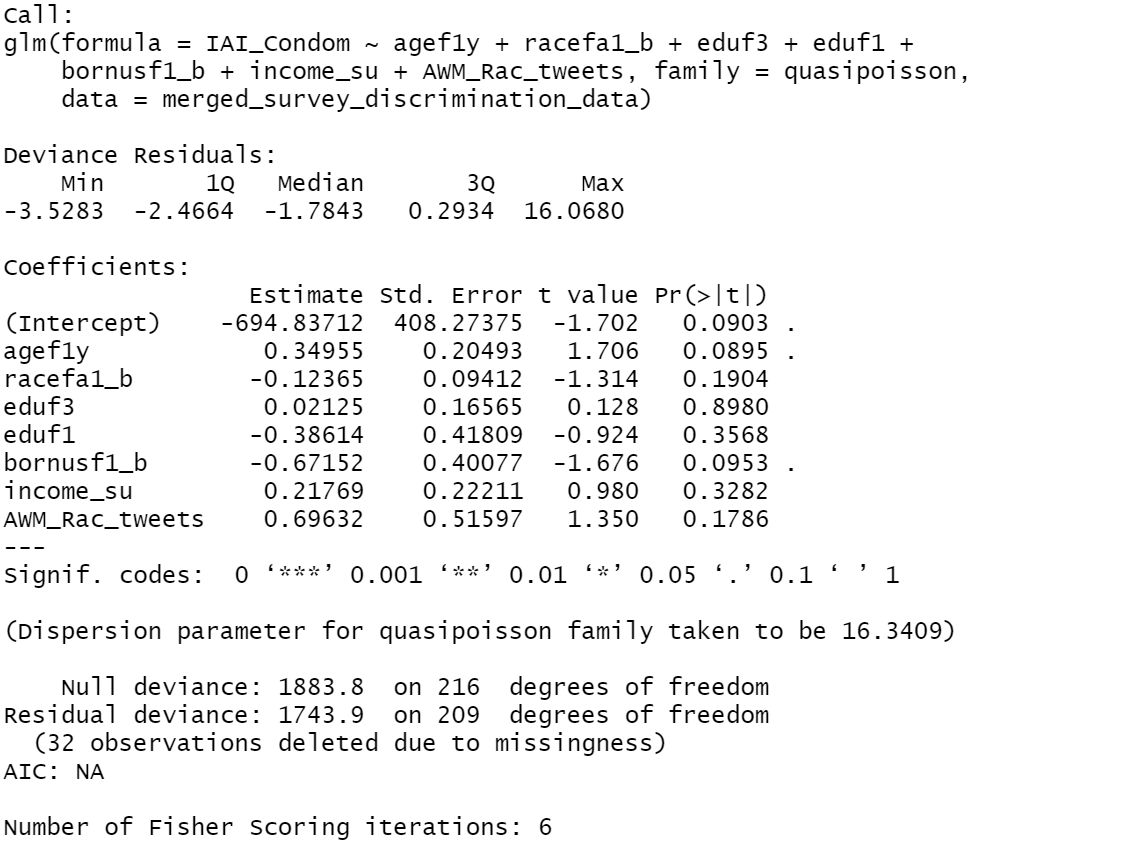 Call:
glm(formula = IAI_Condom ~ agef1y + racefa1_b + eduf3 + eduf1 +
    bornusf1_b + income_su + AWM_Rac_tweets, family = quasipoisson,
    data = merged_survey_discrimination_data)

Deviance Residuals:
    Min       1Q   Median       3Q      Max
-3.5283  -2.4664  -1.7843   0.2934  16.0680

Coefficients:
                 Estimate Std. Error t value Pr(>|t|)
(Intercept)    -694.83712  408.27375  -1.702   0.0903 .
agef1y            0.34955    0.20493   1.706   0.0895 .
racefa1_b        -0.12365    0.09412  -1.314   0.1904
eduf3             0.02125    0.16565   0.128   0.8980
eduf1            -0.38614    0.41809  -0.924   0.3568
bornusf1_b       -0.67152    0.40077  -1.676   0.0953 .
income_su         0.21769    0.22211   0.980   0.3282
AWM_Rac_tweets    0.69632    0.51597   1.350   0.1786
---
Signif. codes:  0 ‘***’ 0.001 ‘**’ 0.01 ‘*’ 0.05 ‘.’ 0.1 ‘ ’ 1

(Dispersion parameter for quasipoisson family taken to be 16.3409)

    Null deviance: 1883.8  on 216  degrees of freedom
Residual deviance: 1743.9  on 209  degrees of freedom
  (32 observations deleted due to missingness)
AIC: NA

Number of Fisher Scoring iterations: 6